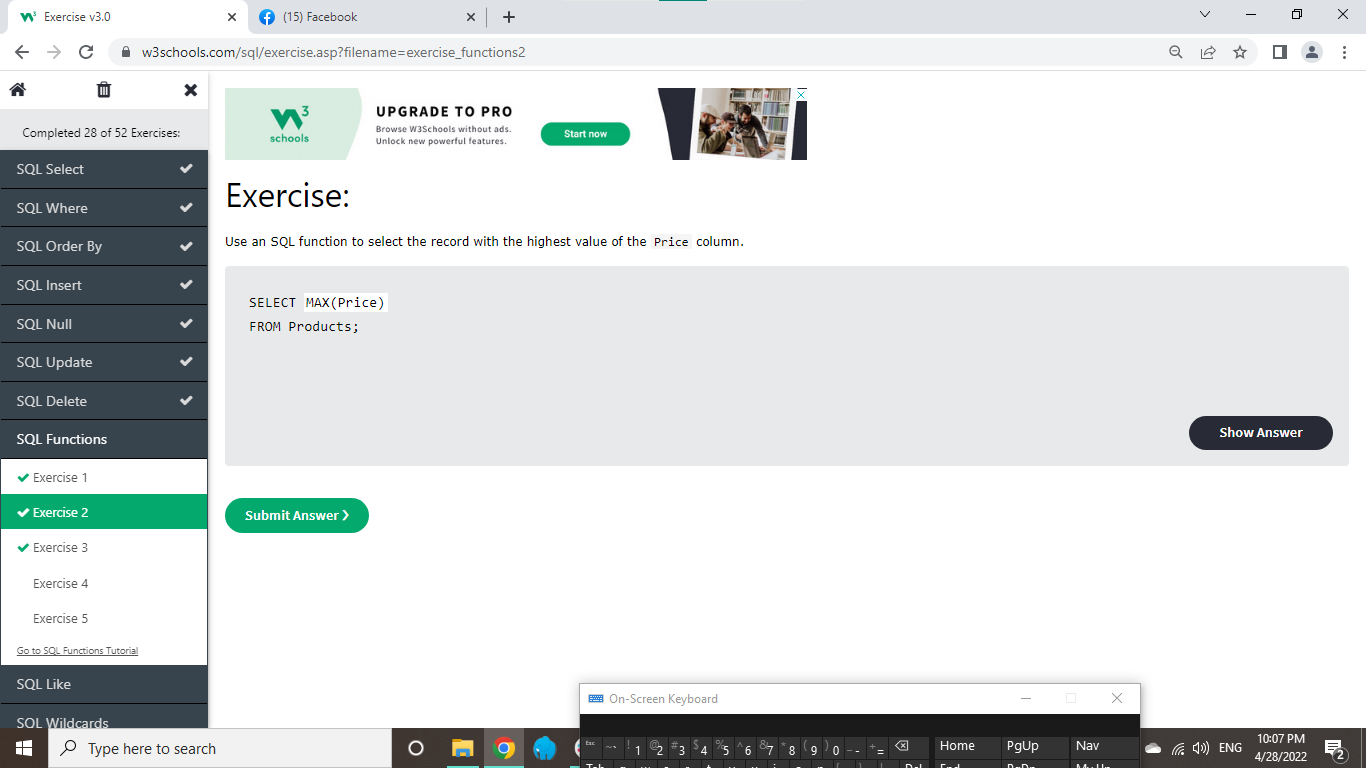 Exercise v3.0
(15) Facebook
w3schools.com/sql/exercise.asp?filename=exercise_functions2
Completed 28 of 52 Exercises:
SQL Select
SQL Where
SQL Order By
SQL Insert
SQL Null
SQL Update
SQL Delete
SQL Functions
Exercise 1
Exercise 2
Exercise 3
Exercise 4
Exercise 5
Go to SQL Functions Tutorial
SQL Like
SQL Wildcards
3
schools
UPGRADE TO PRO
Browse W3Schools without ads.
Unlock new powerful features.
Start now
Exercise:
Use an SQL function to select the record with the highest value of the Price column.
SELECT MAX(Price)
FROM Products;
Show Answer
Submit Answer ❯
On-Screen Keyboard
Esc ~` ! 1 @ 2 # 3 $ 4 % 5 ^ 6 & 7 * 8 ( 9 ) 0 _ - + = Home PgUp Nav
Type here to search
ENG
10:07 PM
4/28/2022
2